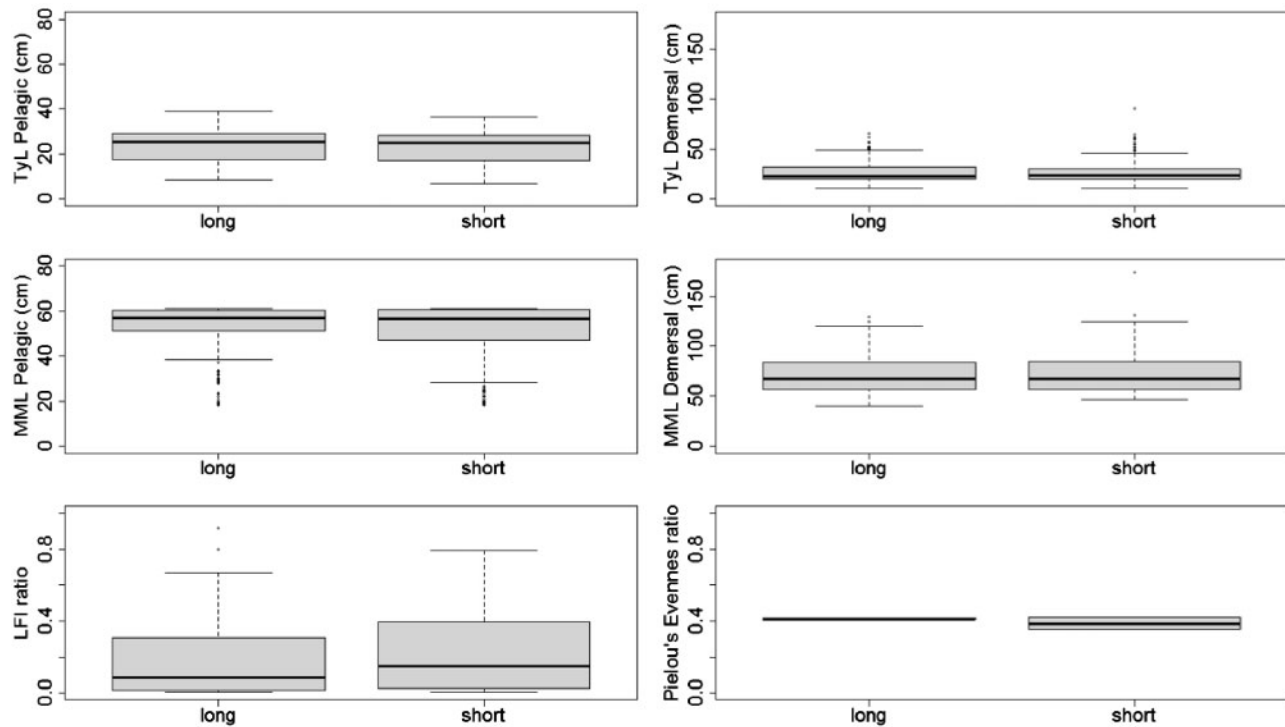 TyL Pelagic (cm)
80
60
40
20
0
long
short
TyL Demersal (cm)
150
100
50
0
long
short
MML Pelagic (cm)
80
60
40
20
0
long
short
MML Demersal (cm)
150
100
50
0
long
short
LFI ratio
0.8
0.4
0.0
long
short
Pielou's Evennes ratio
0.8
0.4
0.0
long
short